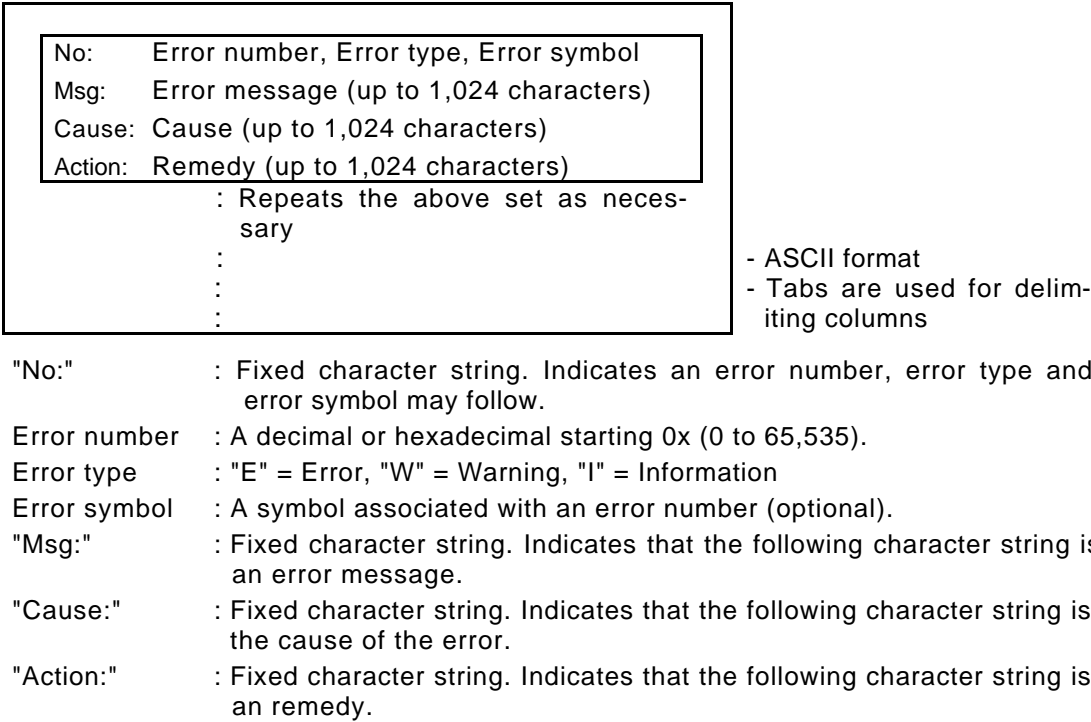 No: Error number, Error type, Error symbol
Msg: Error message (up to 1,024 characters)
Cause: Cause (up to 1,024 characters)
Action: Remedy (up to 1,024 characters)
: Repeats the above set as neces-
sary
:
:
:
- ASCII format
- Tabs are used for delim-
iting columns
"No:" : Fixed character string. Indicates an error number, error type and
error symbol may follow.
Error number : A decimal or hexadecimal starting 0x (0 to 65,535).
Error type : "E" = Error, "W" = Warning, "I" = Information
Error symbol : A symbol associated with an error number (optional).
"Msg:" : Fixed character string. Indicates that the following character string is
an error message.
"Cause:" : Fixed character string. Indicates that the following character string is
the cause of the error.
"Action:" : Fixed character string. Indicates that the following character string is
an remedy.